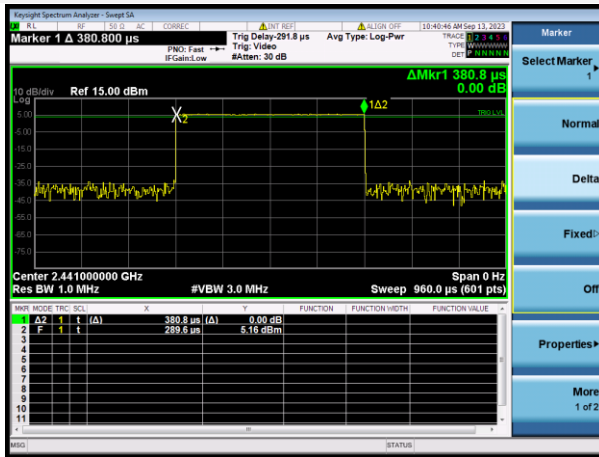 Keysight Spectrum Analyzer - Swept SA
RL RF 50 Ω AC CORREC INT REF ALIGN OFF 10:40:46 AM Sep 13, 2023
Marker 1 Δ 380.800 µs
PNO: Fast
IFGain:Low
Trig Delay-291.8 µs
Trig: Video
#Atten: 30 dB
Avg Type: Log-Pwr
TRACE 1 2 3 4 5 6
TYPE WWWWWW
DET P N N N N N
ΔMkr1 380.8 µs
0.00 dB
10 dB/div Ref 15.00 dBm
Log
5.00
-5.00
-15.0
-25.0
-35.0
-45.0
-55.0
-65.0
-75.0
X2
1Δ2
TRIG LVL
Center 2.441000000 GHz Span 0 Hz
Res BW 1.0 MHz #VBW 3.0 MHz Sweep 960.0 µs (601 pts)
MKR MODE TRC SCL X Y FUNCTION FUNCTION WIDTH FUNCTION VALUE
1 Δ2 1 t (Δ) 380.8 µs (Δ) 0.00 dB
2 F 1 t 289.6 µs 5.16 dBm
3
4
5
6
7
8
9
10
11
MSG STATUS
Marker
Select Marker
1
Normal
Delta
Fixed
Off
Properties
More
1 of 2